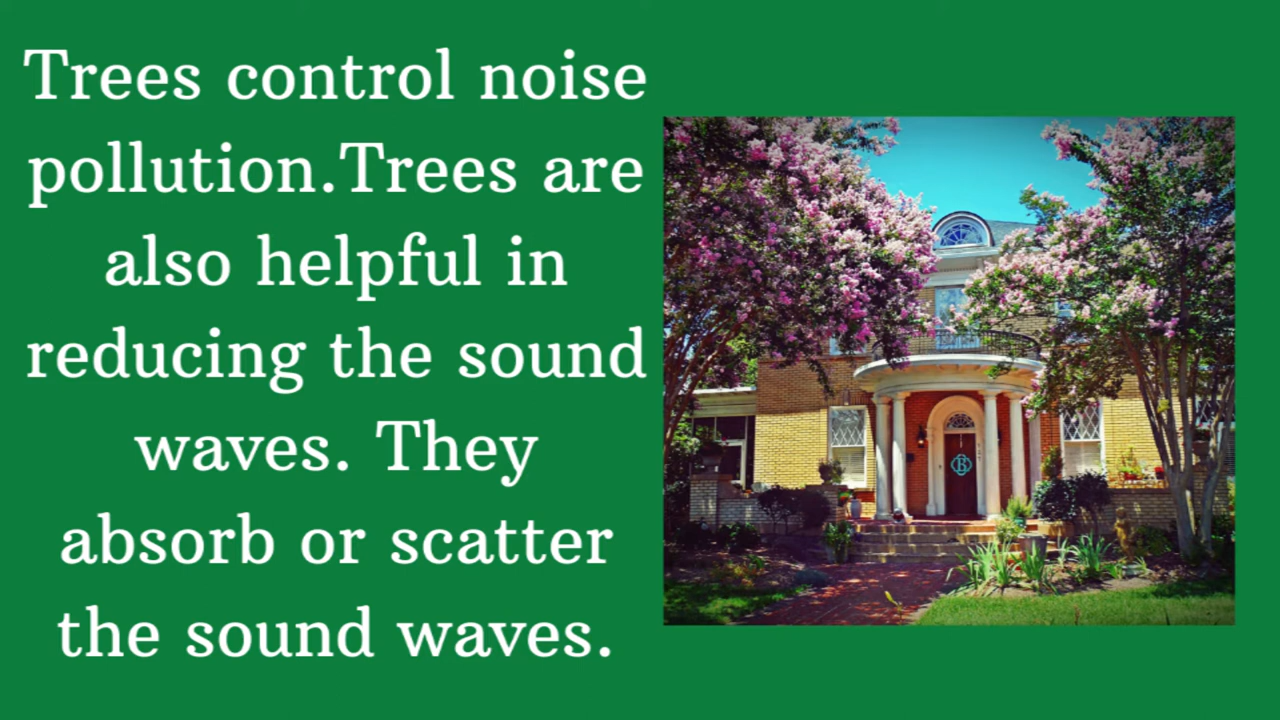 Trees control noise
pollution.Trees are
also helpful in
reducing the sound
waves. They
absorb or scatter
the sound waves.